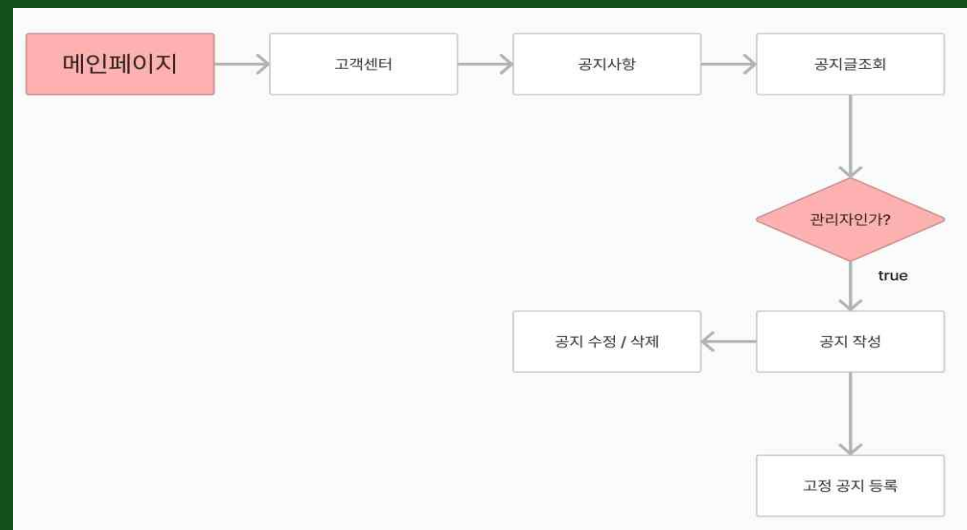 메인페이지
고객센터
공지사항
공지글조회
관리자인가?
true
공지 수정 / 삭제
공지 작성
고정 공지 등록